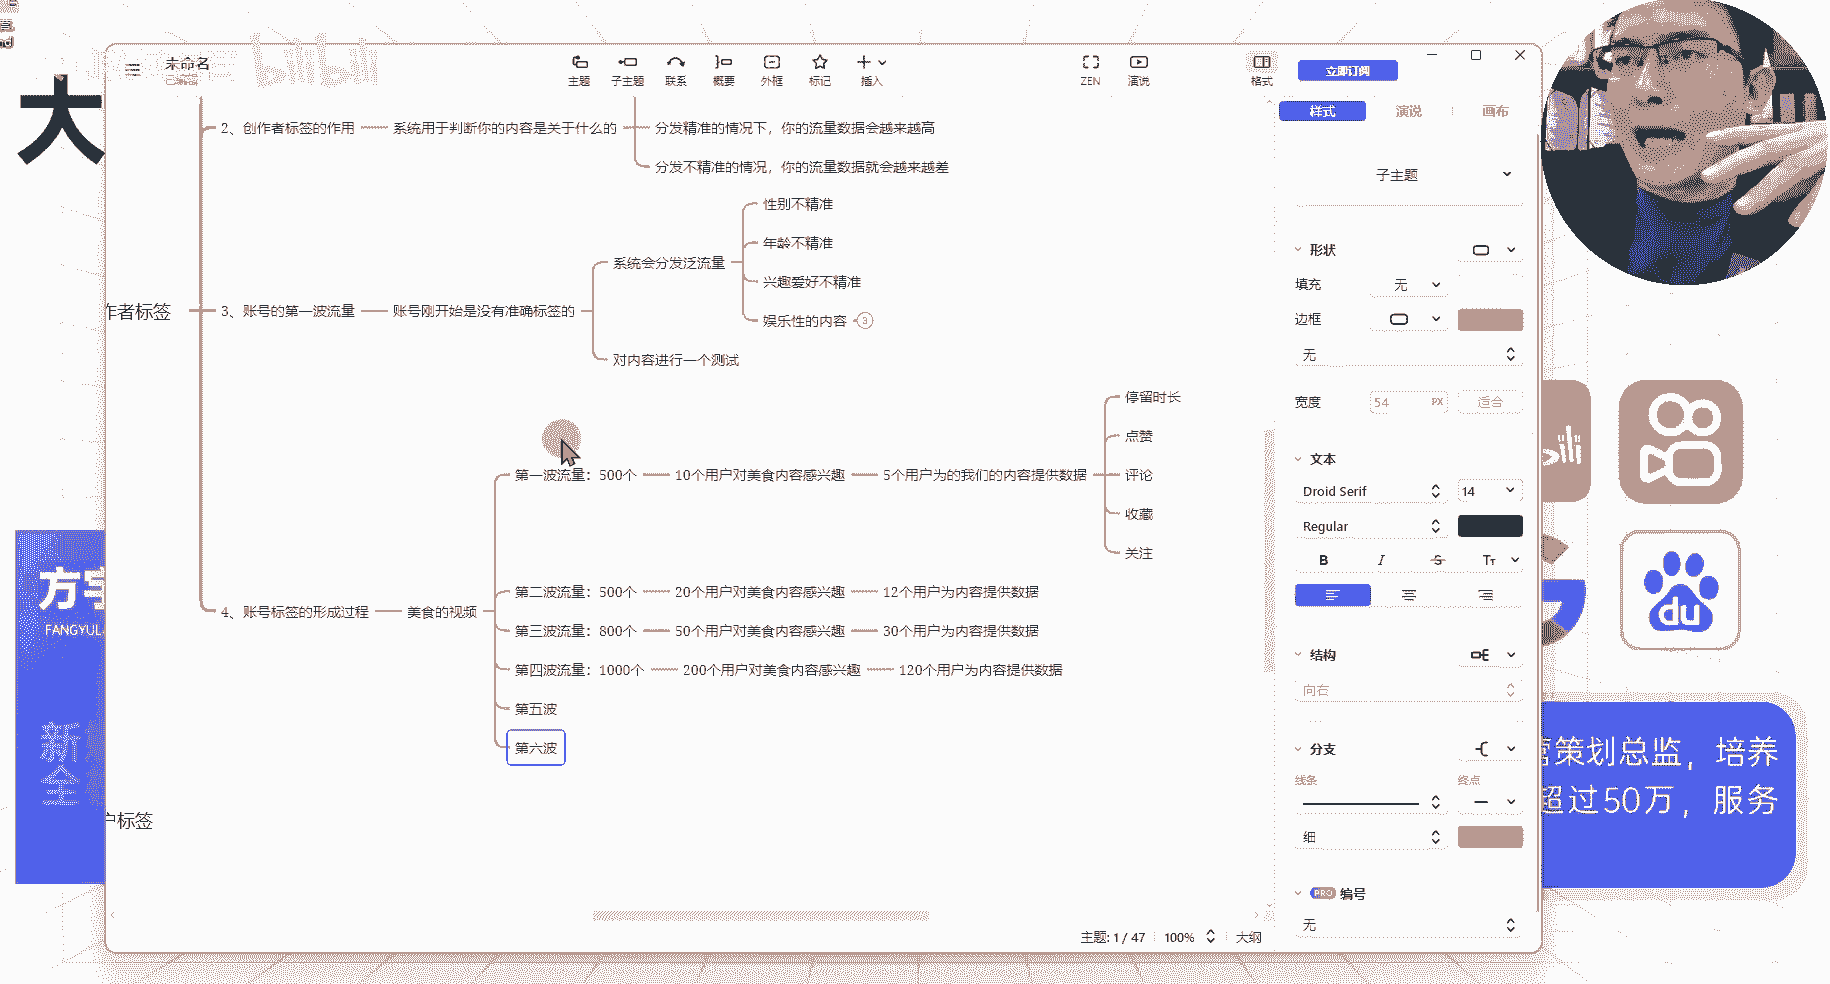 未命名
已编辑
bilibili
主题
子主题
联系
概要
外框
标记
插入
ZEN
演说
格式
立即订阅
大
样式
演说
画布
2、创作者标签的作用
系统用于判断你的内容是关于什么的
分发精准的情况下，你的流量数据会越来越高
分发不精准的情况，你的流量数据就会越来越差
子主题
性别不精准
年龄不精准
系统会分发泛流量
兴趣爱好不精准
作者标签
3、账号的第一波流量
账号刚开始是没有准确标签的
娱乐性的内容
3
对内容进行一个测试
形状
填充
无
边框
无
宽度
54
PX
适合
停留时长
点赞
第一波流量：500个
10个用户对美食内容感兴趣
5个用户为的我们的内容提供数据
评论
收藏
关注
文本
Droid Serif
14
Regular
B
I
S
Tт
第二波流量：500个
20个用户对美食内容感兴趣
12个用户为内容提供数据
4、账号标签的形成过程
美食的视频
第三波流量：800个
50个用户对美食内容感兴趣
30个用户为内容提供数据
第四波流量：1000个
200个用户对美食内容感兴趣
120个用户为内容提供数据
第五波
第六波
户标签
结构
向右
分支
线条
终点
细
PRO
编号
无
主题: 1 / 47
100%
大纲
方宇
FANGYUL
新
全
du
营策划总监，培养
超过50万，服务